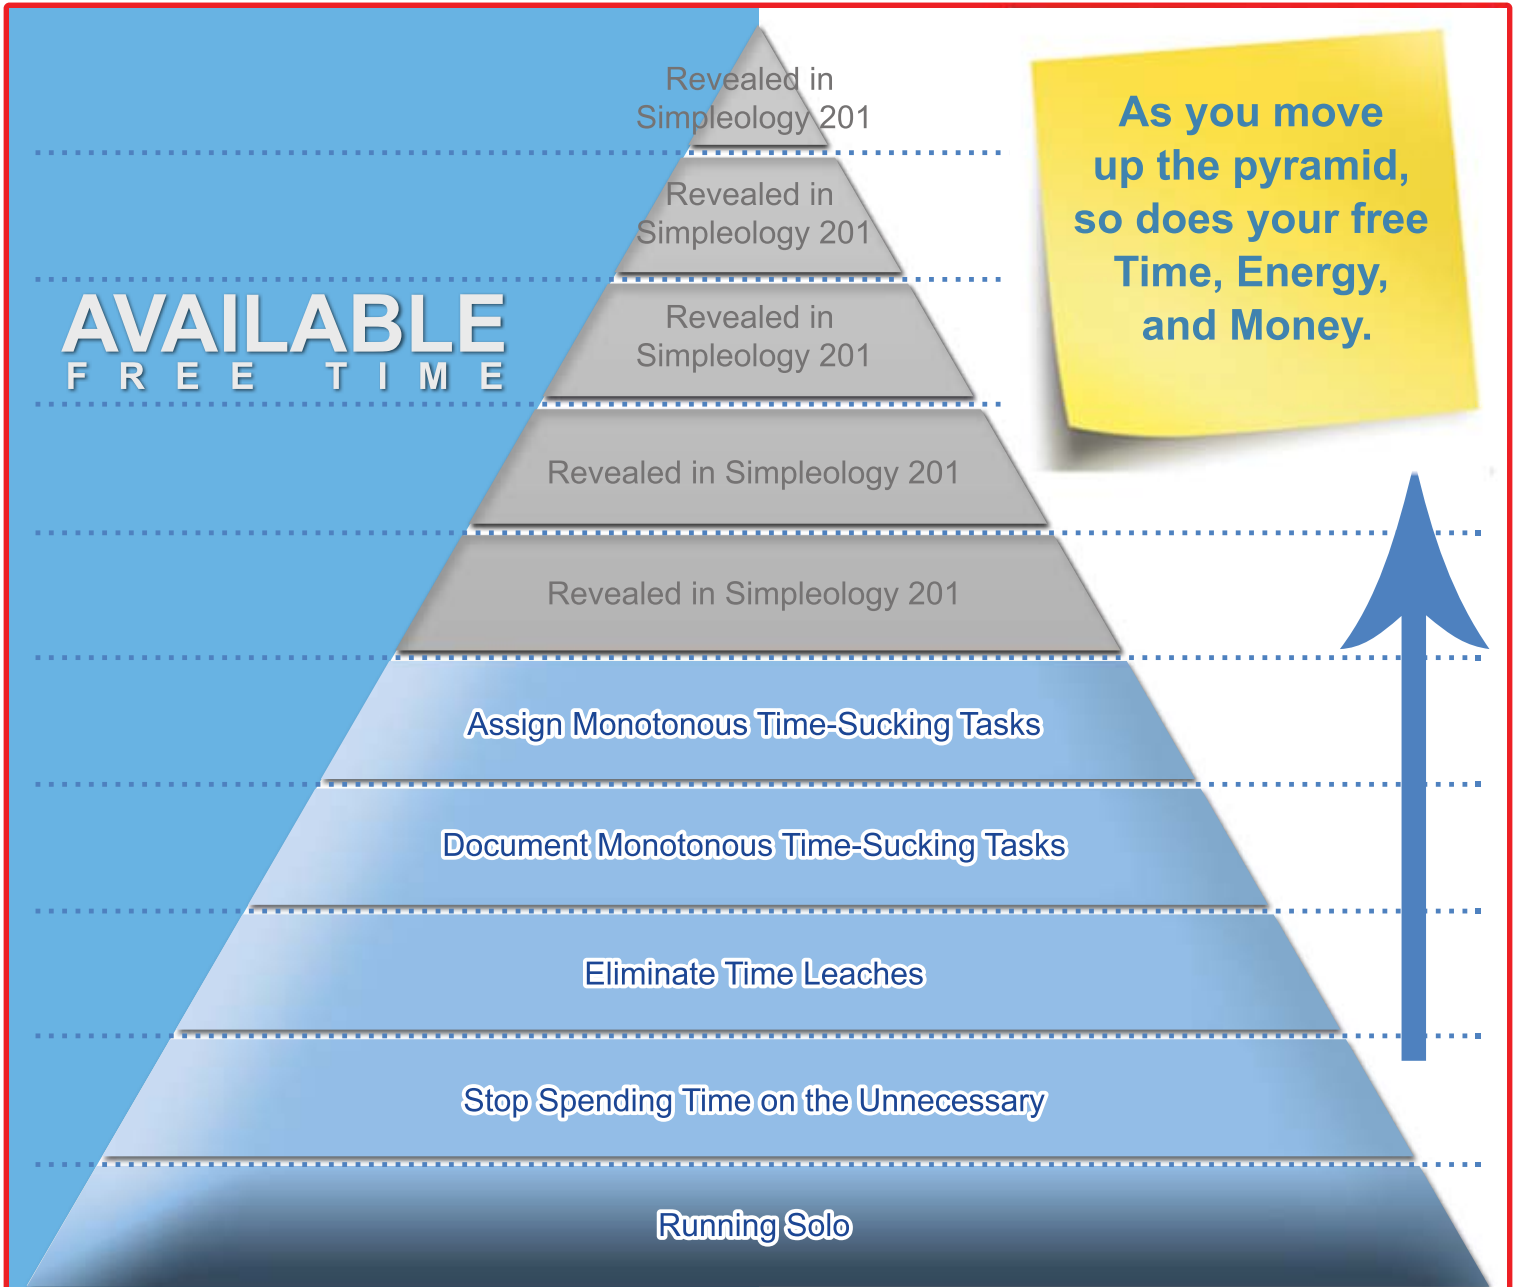 Revealed in
Simpleology 201
As you move
up the pyramid,
so does your free
Time, Energy,
and Money.
Revealed in
Simpleology 201
AVAILABLE
FREE TIME
Revealed in
Simpleology 201
Revealed in Simpleology 201
Revealed in Simpleology 201
Assign Monotonous Time-Sucking Tasks
Document Monotonous Time-Sucking Tasks
Eliminate Time Leaches
Stop Spending Time on the Unnecessary
Running Solo